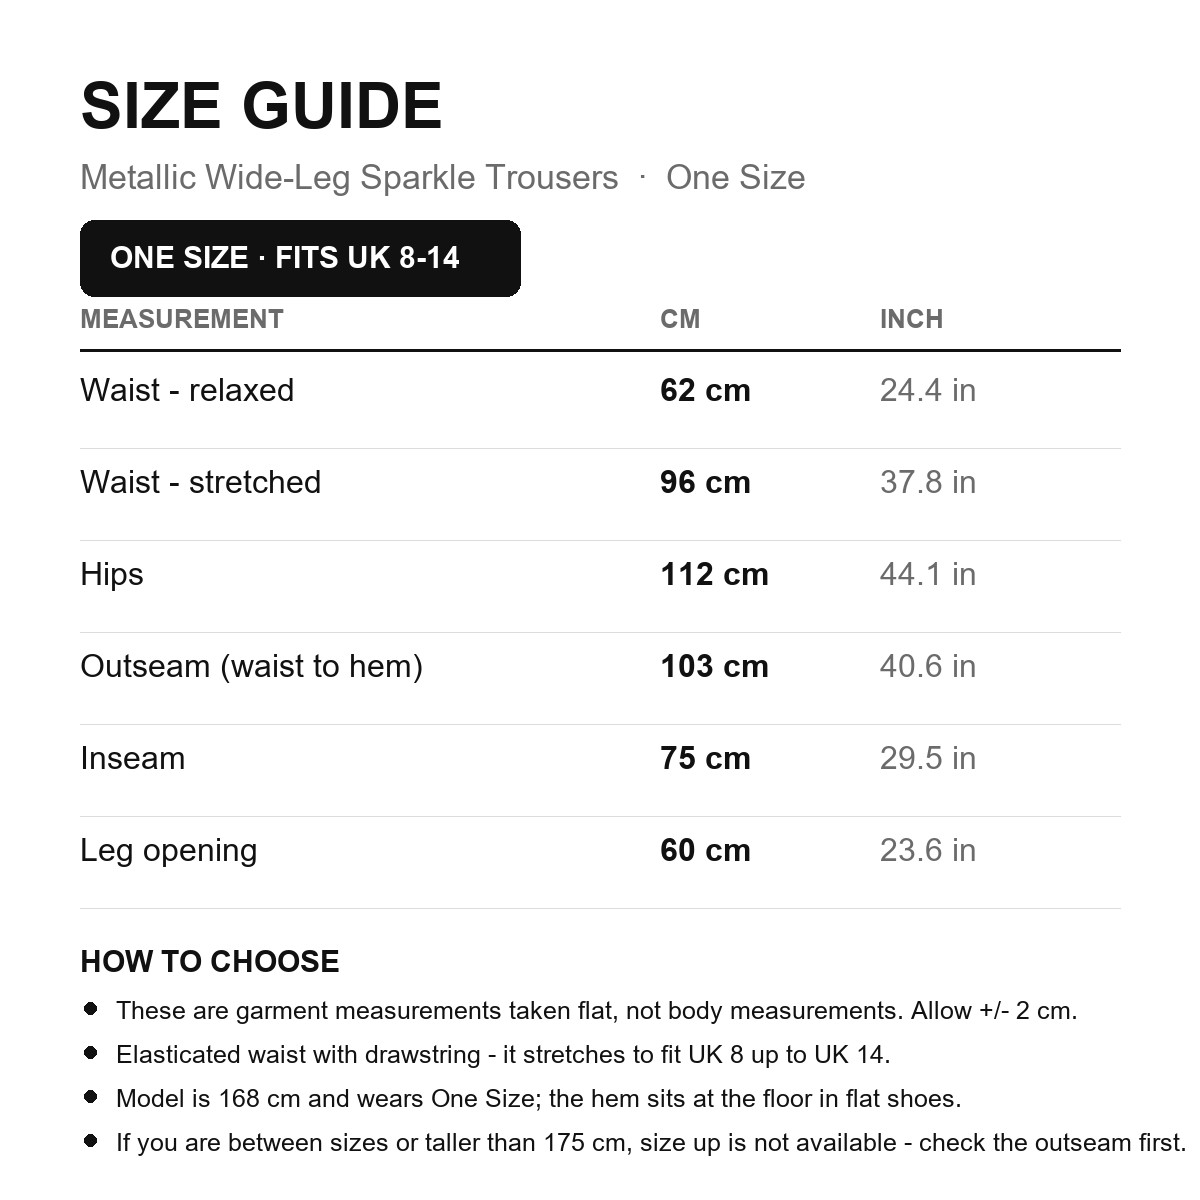 SIZE GUIDE
Metallic Wide-Leg Sparkle Trousers · One Size
ONE SIZE · FITS UK 8-14
MEASUREMENT CM INCH
Waist - relaxed 62 cm 24.4 in
Waist - stretched 96 cm 37.8 in
Hips 112 cm 44.1 in
Outseam (waist to hem) 103 cm 40.6 in
Inseam 75 cm 29.5 in
Leg opening 60 cm 23.6 in
HOW TO CHOOSE
● These are garment measurements taken flat, not body measurements. Allow +/- 2 cm.
● Elasticated waist with drawstring - it stretches to fit UK 8 up to UK 14.
● Model is 168 cm and wears One Size; the hem sits at the floor in flat shoes.
● If you are between sizes or taller than 175 cm, size up is not available - check the outseam first.